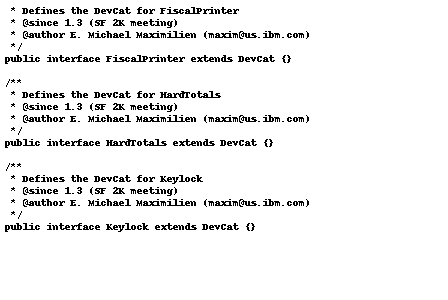 * Defines the DevCat for FiscalPrinter
* @since 1.3 (SF 2K meeting)
* @author E. Michael Maximilien (maxim@us.ibm.com)
*/
public interface FiscalPrinter extends DevCat {}
/**
* Defines the DevCat for HardTotals
* @since 1.3 (SF 2K meeting)
* @author E. Michael Maximilien (maxim@us.ibm.com)
*/
public interface HardTotals extends DevCat {}
/**
* Defines the DevCat for Keylock
* @since 1.3 (SF 2K meeting)
* @author E. Michael Maximilien (maxim@us.ibm.com)
*/
public interface Keylock extends DevCat {}